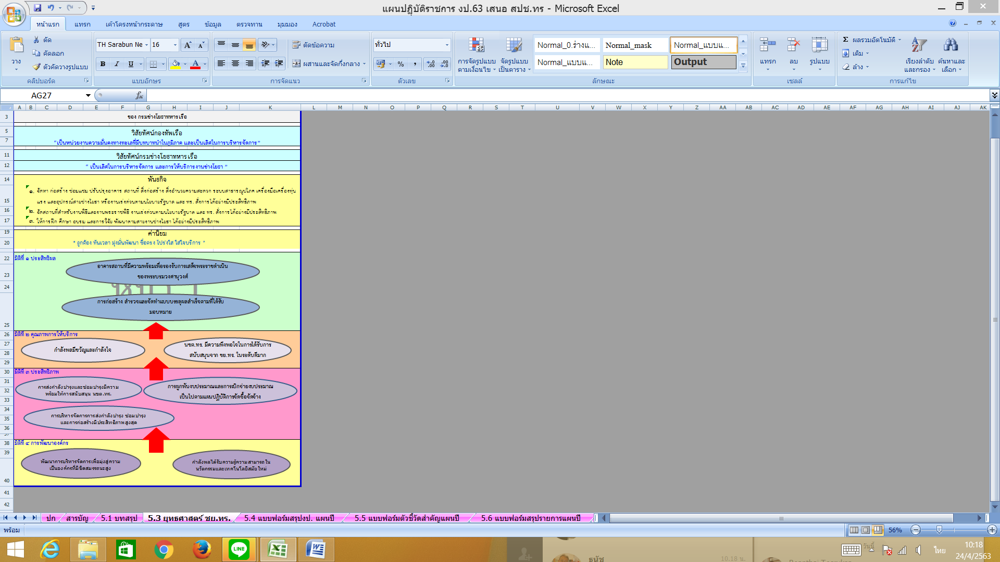 แผนปฏิบัติราชการ งป.63 เสนอ สปช.ทร - Microsoft Excel
หน้าแรก แทรก เค้าโครงหน้ากระดาษ สูตร ข้อมูล ตรวจทาน มุมมอง Acrobat
วาง
ตัด
คัดลอก
ตัวคัดวางรูปแบบ
คลิปบอร์ด
TH Sarabun Ne 16
B I U
แบบอักษร
ตัดข้อความ
ผสานและจัดกึ่งกลาง
การจัดแนว
ทั่วไป
ตัวเลข
การจัดรูปแบบตามเงื่อนไข
จัดรูปแบบเป็นตาราง
Normal_0.ร่างแ... Normal_mask Normal_แบบแ...
Normal_แบบแ... Note Output
ลักษณะ
แทรก ลบ รูปแบบ
เซลล์
ผลรวมอัตโนมัติ
เติม
ล้าง
เรียงลำดับและกรอง
ค้นหาและเลือก
การแก้ไข
AG27 fx
A B C D E F G H I J K L M N O P Q R S T U V W X Y Z AA AB AC AD AE AF AG AH AI AJ AK
3 ของ กรมช่างโยธาทหารเรือ
5 วิสัยทัศน์กองทัพเรือ
7 “เป็นหน่วยงานความมั่นคงทางทะเลที่มีบทบาทนำในภูมิภาค และเป็นเลิศในการบริหารจัดการ”
11 วิสัยทัศน์กรมช่างโยธาทหารเรือ
12 “ เป็นเลิศในการบริหารจัดการ และการให้บริการงานช่างโยธา ”
14 พันธกิจ
๑. จัดหา ก่อสร้าง ซ่อมแซม ปรับปรุงอาคาร สถานที่ สิ่งก่อสร้าง สิ่งอำนวยความสะดวก ระบบสาธารณูปโภค เครื่องมือเครื่องทุ่น
15 แรง และอุปกรณ์สายช่างโยธา หรืองานเร่งด่วนตามนโยบายรัฐบาล และ ทร. สั่งการได้อย่างมีประสิทธิภาพ
16 ๒. จัดสถานที่สำหรับงานพิธีและงานพระราชพิธี งานเร่งด่วนตามนโยบายรัฐบาล และ ทร. สั่งการได้อย่างมีประสิทธิภาพ
17 ๓. ให้การฝึก ศึกษา อบรม และการวิจัย พัฒนาตามสายงานช่างโยธา ได้อย่างมีประสิทธิภาพ
19 ค่านิยม
20 “ ถูกต้อง ทันเวลา มุ่งมั่นพัฒนา ซื่อตรง โปร่งใส ใส่ใจบริการ ”
22 มิติที่ ๑ ประสิทธิผล
อาคารสถานที่มีความพร้อมเพื่อรองรับการเสด็จพระราชดำเนิน
23 ของพระบรมวงศานุวงศ์
24
การก่อสร้าง สำรวจและจัดทำแบบบรรลุผลสำเร็จตามที่ได้รับ
มอบหมาย
25
26 มิติที่ ๒ คุณภาพการให้บริการ
27 กำลังพลมีขวัญและกำลังใจ
นขต.ทร. มีความพึงพอใจในการได้รับการ
28 สนับสนุนจาก ชย.ทร. ในระดับดีมาก
29
30 มิติที่ ๓ ประสิทธิภาพ
31 การส่งกำลังบำรุงและซ่อมบำรุงมีความ
32 พร้อมให้การสนับสนุน นขต.ทร.
การผูกพันงบประมาณและการเบิกจ่ายงบประมาณ
33 เป็นไปตามแผนปฏิบัติการจัดซื้อจัดจ้าง
34
35 การบริหารจัดการการส่งกำลังบำรุง ซ่อมบำรุง
36 และการก่อสร้างมีประสิทธิภาพสูงสุด
37
38 มิติที่ ๔ การพัฒนาองค์กร
39 พัฒนาการบริหารจัดการเพื่อมุ่งสู่ความ
เป็นองค์กรที่มีขีดสมรรถนะสูง
กำลังพลได้รับความรู้ความสามารถใน
นวัตกรรมและเทคโนโลยีสมัยใหม่
40
41
42
ปก สารบัญ 5.1 บทสรุป 5.3 ยุทธศาสตร์ ชย.ทร. 5.4 แบบฟอร์มสรุปงป. แผนปี 5.5 แบบฟอร์มตัวชี้วัดสำคัญแผนปี 5.6 แบบฟอร์มสรุปรายการแผนปี
พร้อม 56%
LINE
วันนี้
ธนัช 10.18 น.
ไทย
10:18
24/4/2563